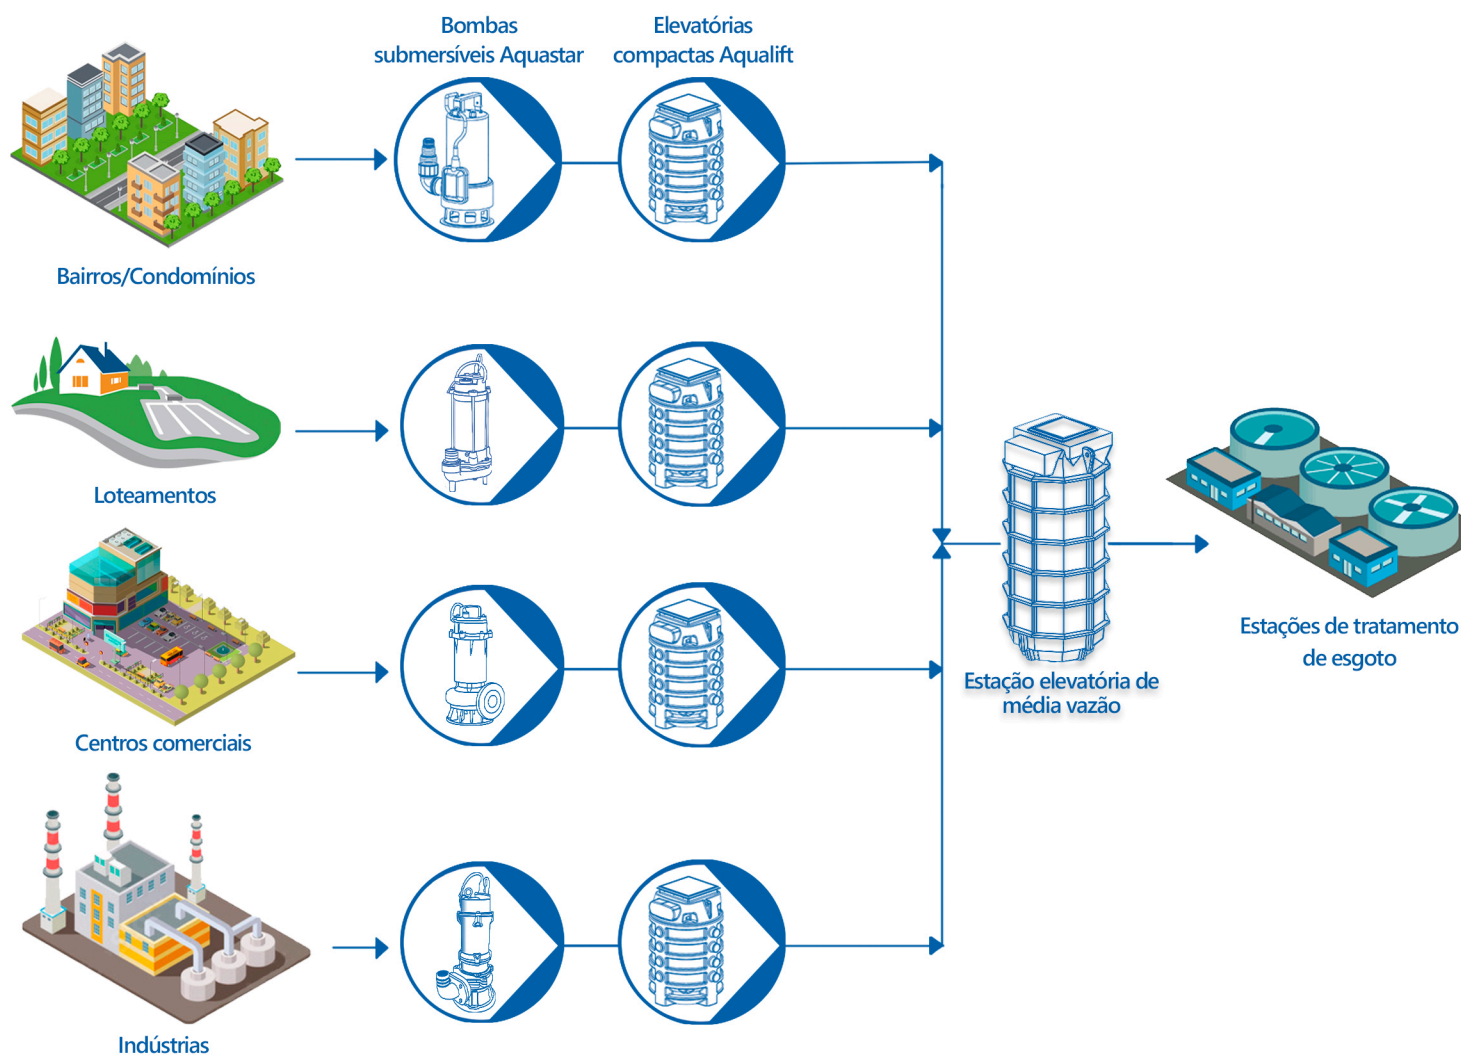 Bombas
submersíveis Aquastar
Elevatórias
compactas Aqualift
Bairros/Condomínios
Loteamentos
Centros comerciais
Indústrias
Estação elevatória de
média vazão
Estações de tratamento
de esgoto